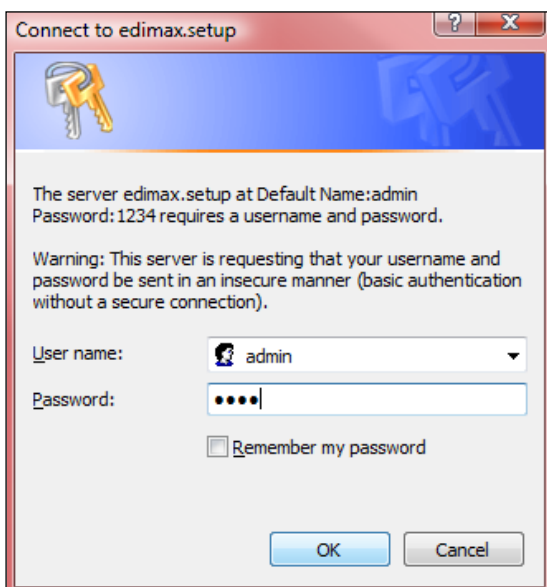 Connect to edimax.setup
The server edimax.setup at Default Name:admin
Password:1234 requires a username and password.
Warning: This server is requesting that your username and
password be sent in an insecure manner (basic authentication
without a secure connection).
User name:
admin
Password:
••••
Remember my password
OK
Cancel